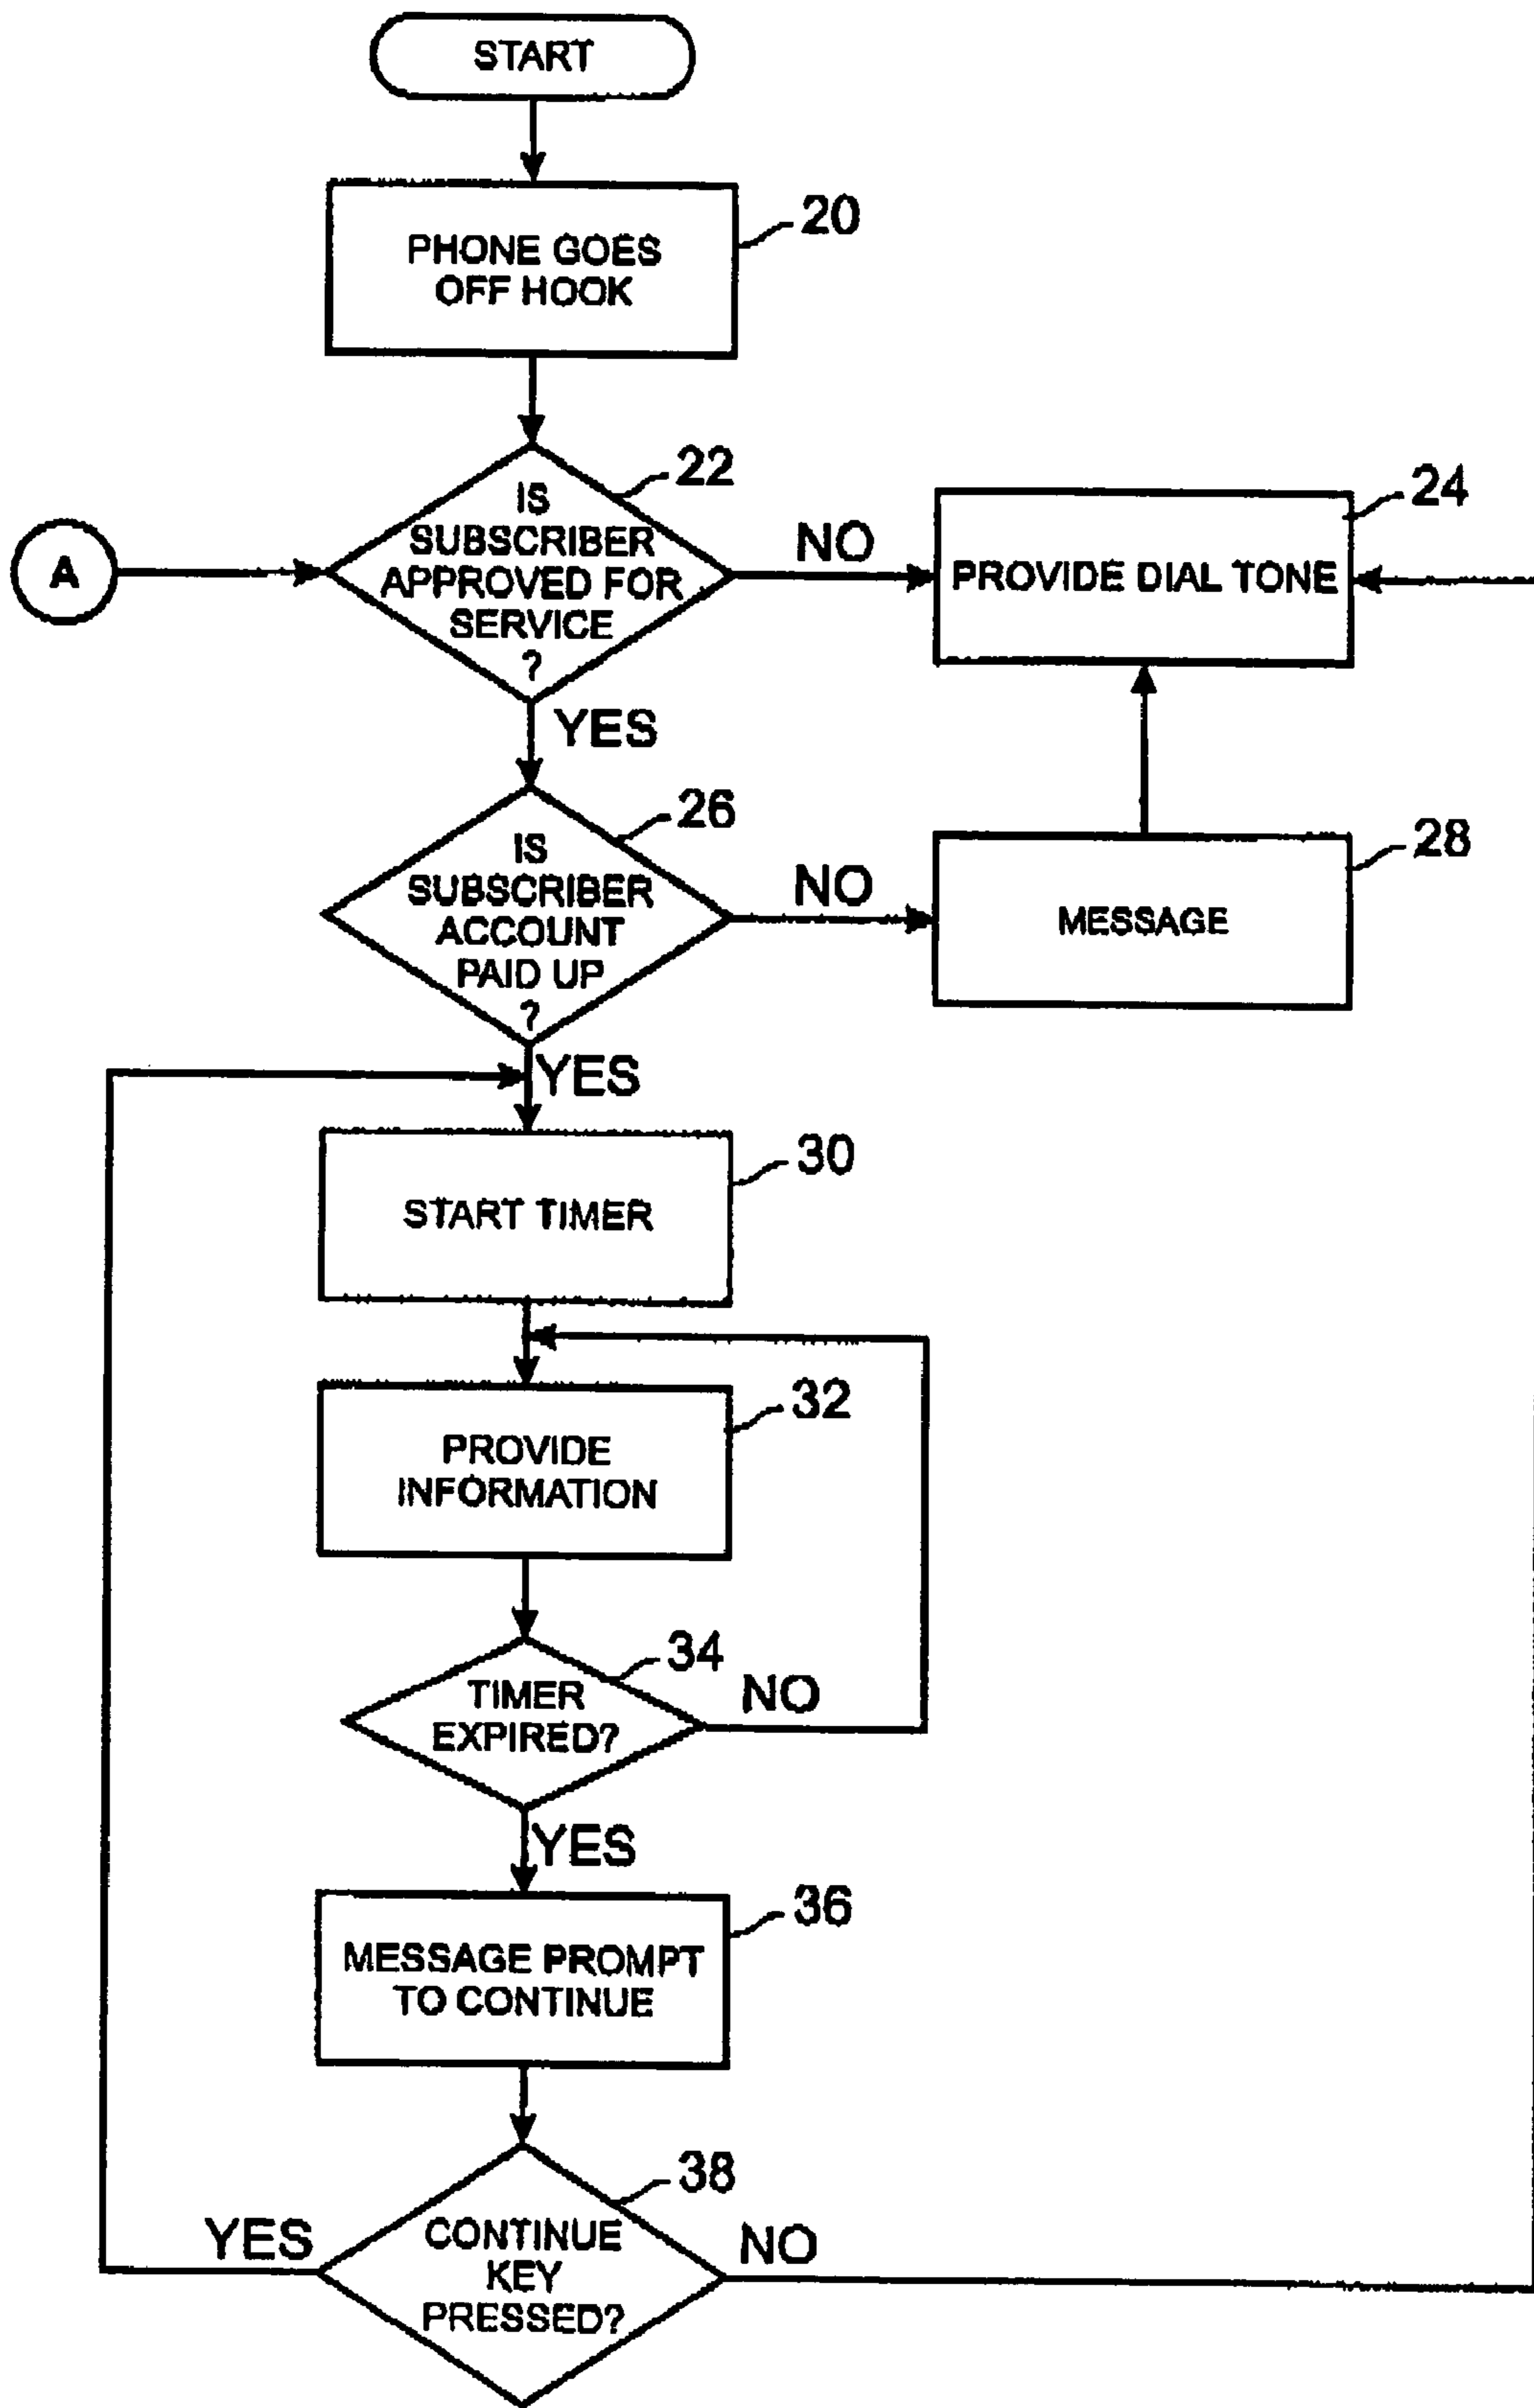 START
PHONE GOES
OFF HOOK
20
22
IS
SUBSCRIBER
APPROVED FOR
SERVICE
?
A
NO
24
PROVIDE DIAL TONE
YES
26
IS
SUBSCRIBER
ACCOUNT
PAID UP
?
NO
28
MESSAGE
YES
30
START TIMER
32
PROVIDE
INFORMATION
34
TIMER
EXPIRED?
NO
YES
36
MESSAGE PROMPT
TO CONTINUE
38
CONTINUE
KEY
PRESSED?
YES
NO